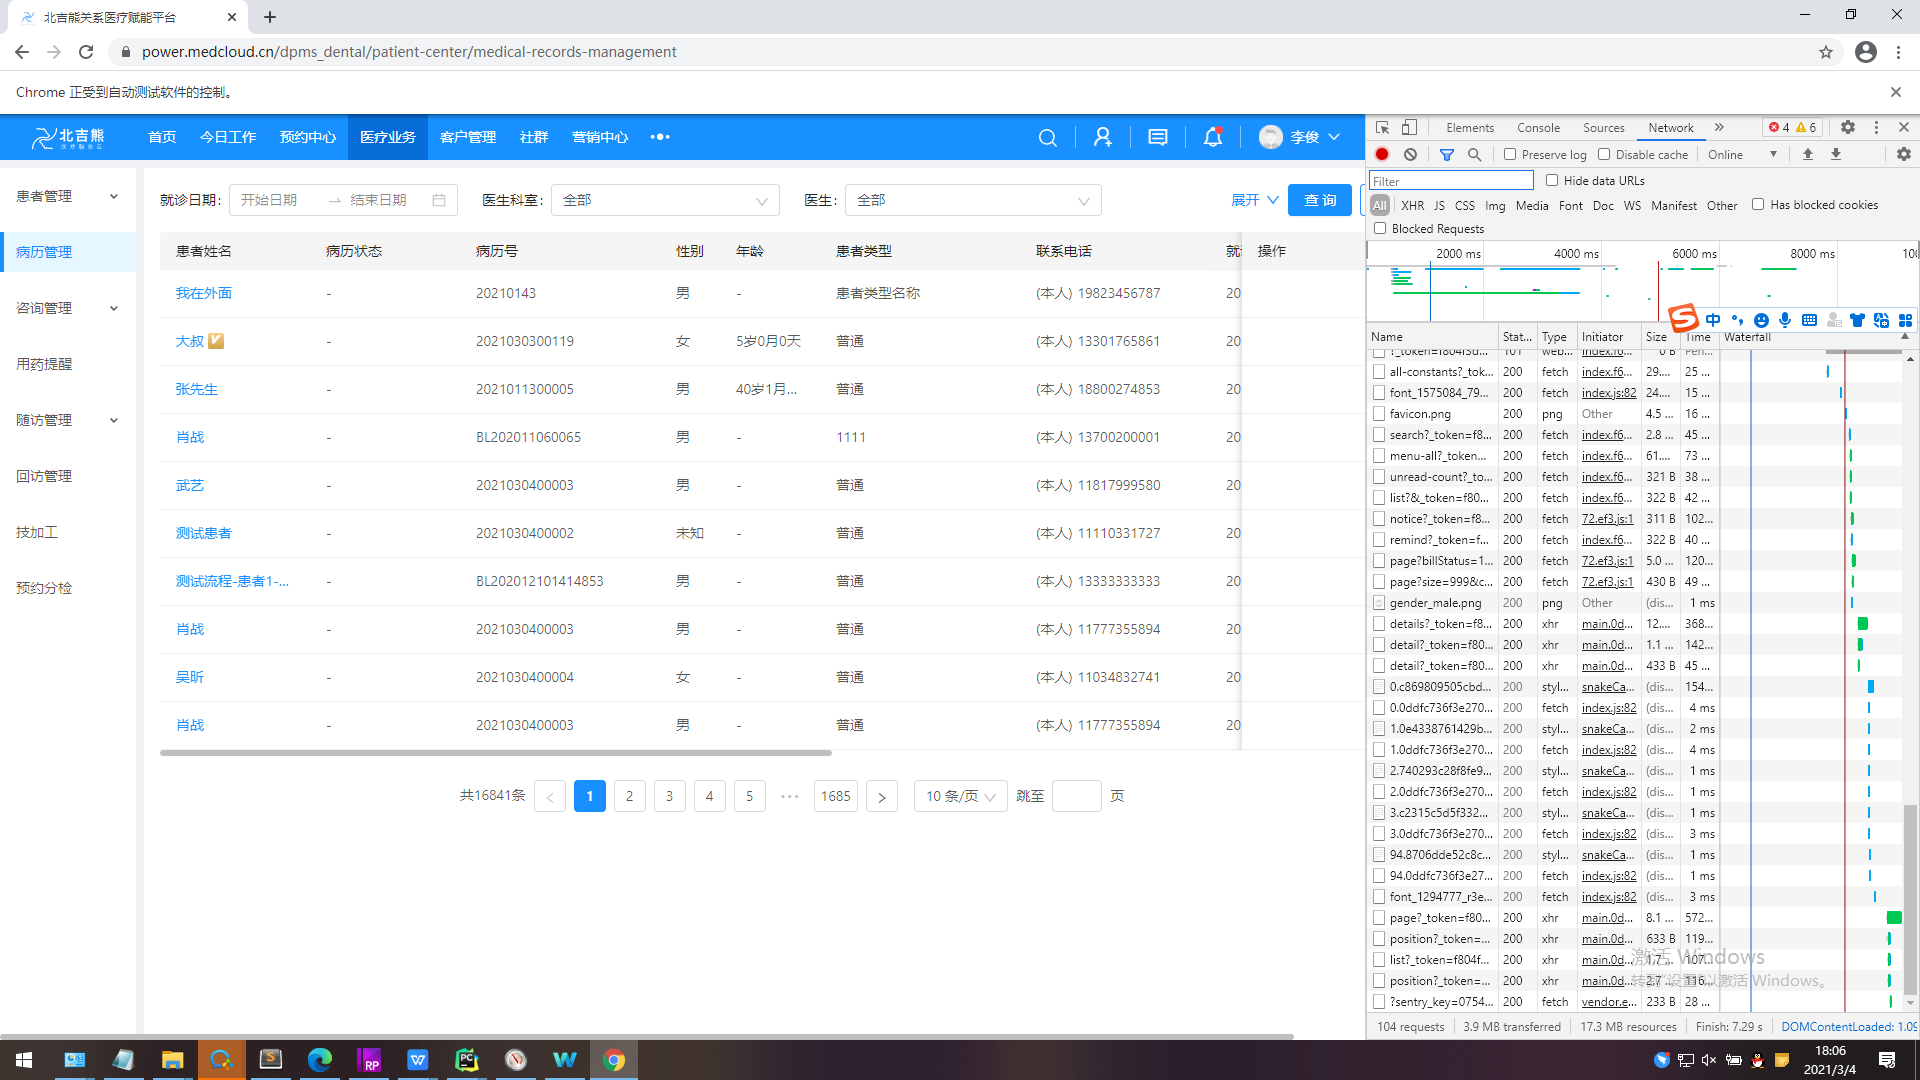 北吉熊关系医疗赋能平台
power.medcloud.cn/dpms_dental/patient-center/medical-records-management
Chrome 正受到自动测试软件的控制。
北吉熊 首页 今日工作 预约中心 医疗业务 客户管理 社群 营销中心 李俊
患者管理
病历管理
咨询管理
用药提醒
随访管理
回访管理
技加工
预约分检
就诊日期: 开始日期 → 结束日期 医生科室: 全部 医生: 全部 展开 查 询
患者姓名 病历状态 病历号 性别 年龄 患者类型 联系电话 操作
我在外面 - 20210143 男 - 患者类型名称 (本人) 19823456787 20
大叔 - 2021030300119 女 5岁0月0天 普通 (本人) 13301765861 20
张先生 - 2021011300005 男 40岁1月... 普通 (本人) 18800274853 20
肖战 - BL202011060065 男 - 1111 (本人) 13700200001 20
武艺 - 2021030400003 男 - 普通 (本人) 11817999580 20
测试患者 - 2021030400002 未知 - 普通 (本人) 11110331727 20
测试流程-患者1-... - BL202012101414853 男 - 普通 (本人) 13333333333 20
肖战 - 2021030400003 男 - 普通 (本人) 11777355894 20
吴昕 - 2021030400004 女 - 普通 (本人) 11034832741 20
肖战 - 2021030400003 男 - 普通 (本人) 11777355894 20
共16841条 < 1 2 3 4 5 ••• 1685 > 10 条/页 跳至 页
Elements Console Sources Network » 4 6
Preserve log Disable cache Online
Filter Hide data URLs
All XHR JS CSS Img Media Font Doc WS Manifest Other Has blocked cookies
Blocked Requests
2000 ms 4000 ms 6000 ms 8000 ms 100
中
Name Stat... Type Initiator Size Time Waterfall
all-constants?_tok... 200 fetch index.f6... 29.... 25 ...
font_1575084_79... 200 fetch index.js:82 24.... 15 ...
favicon.png 200 png Other 4.5 ... 16 ...
search?_token=f8... 200 fetch index.f6... 2.8 ... 45 ...
menu-all?_token... 200 fetch index.f6... 61.... 73 ...
unread-count?_to... 200 fetch index.f6... 321 B 38 ...
list?&_token=f80... 200 fetch index.f6... 322 B 42 ...
notice?_token=f8... 200 fetch 72.ef3.js:1 311 B 102...
remind?_token=f... 200 fetch index.f6... 322 B 40 ...
page?billStatus=1... 200 fetch 72.ef3.js:1 5.0 ... 120...
page?size=999&c... 200 fetch 72.ef3.js:1 430 B 49 ...
gender_male.png 200 png Other (dis... 1 ms
details?_token=f8... 200 xhr main.0d... 12.... 368...
detail?_token=f80... 200 xhr main.0d... 1.1 ... 142...
detail?_token=f80... 200 xhr main.0d... 433 B 45 ...
0.c869809505cbd... 200 styl... snakeCa... (dis... 154...
0.0ddfc736f3e270... 200 fetch index.js:82 (dis... 4 ms
1.0e4338761429b... 200 styl... snakeCa... (dis... 2 ms
1.0ddfc736f3e270... 200 fetch index.js:82 (dis... 4 ms
2.740293c28f8fe9... 200 styl... snakeCa... (dis... 1 ms
2.0ddfc736f3e270... 200 fetch index.js:82 (dis... 1 ms
3.c2315c5d5f332... 200 styl... snakeCa... (dis... 1 ms
3.0ddfc736f3e270... 200 fetch index.js:82 (dis... 3 ms
94.8706dde52c8c... 200 styl... snakeCa... (dis... 1 ms
94.0ddfc736f3e27... 200 fetch index.js:82 (dis... 1 ms
font_1294777_r3e... 200 fetch index.js:82 (dis... 3 ms
page?_token=f80... 200 xhr main.0d... 8.1 ... 572...
position?_token=... 200 xhr main.0d... 633 B 119...
list?_token=f804f... 200 xhr main.0d... 1.7 ... 107...
position?_token=... 200 xhr main.0d... 2.7 ... 116...
?sentry_key=0754... 200 fetch vendor.e... 233 B 28 ...
激活 Windows
转到"设置"以激活 Windows。
104 requests 3.9 MB transferred 17.3 MB resources Finish: 7.29 s DOMContentLoaded: 1.09
18:06
2021/3/4